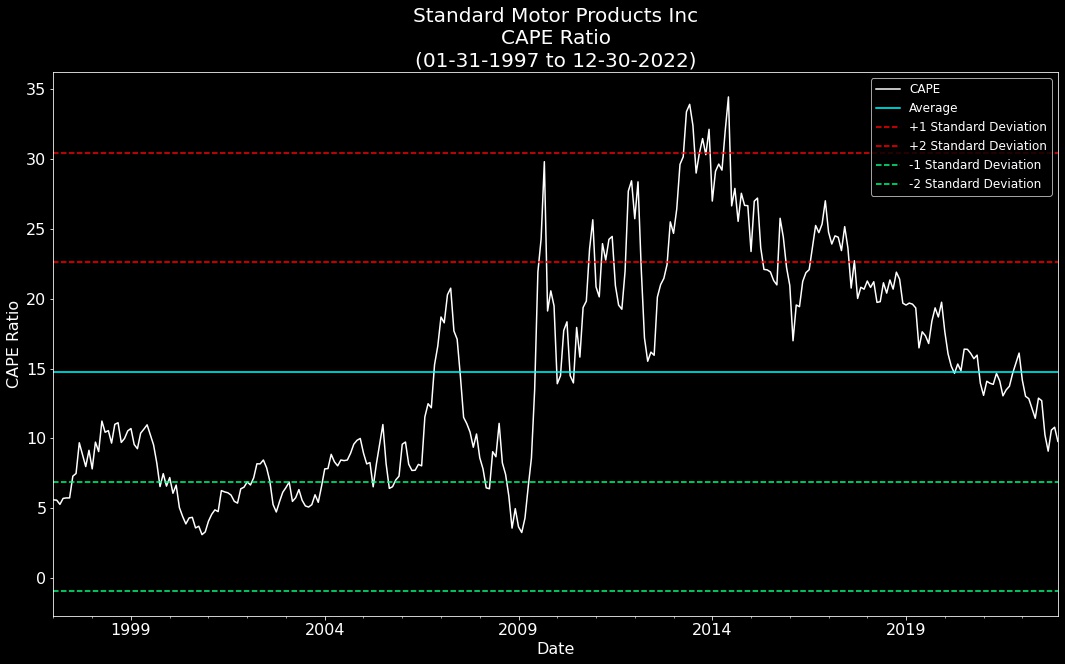 Standard Motor Products Inc
CAPE Ratio
(01-31-1997 to 12-30-2022)
CAPE
Average
+1 Standard Deviation
+2 Standard Deviation
-1 Standard Deviation
-2 Standard Deviation
35
30
25
20
15
10
5
0
CAPE Ratio
1999 2004 2009 2014 2019
Date